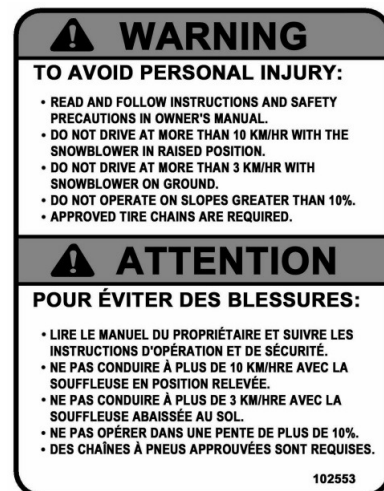 WARNING
TO AVOID PERSONAL INJURY:
• READ AND FOLLOW INSTRUCTIONS AND SAFETY
PRECAUTIONS IN OWNER'S MANUAL.
• DO NOT DRIVE AT MORE THAN 10 KM/HR WITH THE
SNOWBLOWER IN RAISED POSITION.
• DO NOT DRIVE AT MORE THAN 3 KM/HR WITH
SNOWBLOWER ON GROUND.
• DO NOT OPERATE ON SLOPES GREATER THAN 10%.
• APPROVED TIRE CHAINS ARE REQUIRED.
ATTENTION
POUR ÉVITER DES BLESSURES:
• LIRE LE MANUEL DU PROPRIÉTAIRE ET SUIVRE LES
INSTRUCTIONS D'OPÉRATION ET DE SÉCURITÉ.
• NE PAS CONDUIRE À PLUS DE 10 KM/HRE AVEC LA
SOUFFLEUSE EN POSITION RELEVÉE.
• NE PAS CONDUIRE À PLUS DE 3 KM/HRE AVEC LA
SOUFFLEUSE ABAISSÉE AU SOL.
• NE PAS OPÉRER DANS UNE PENTE DE PLUS DE 10%.
• DES CHAÎNES À PNEUS APPROUVÉES SONT REQUISES.
102553